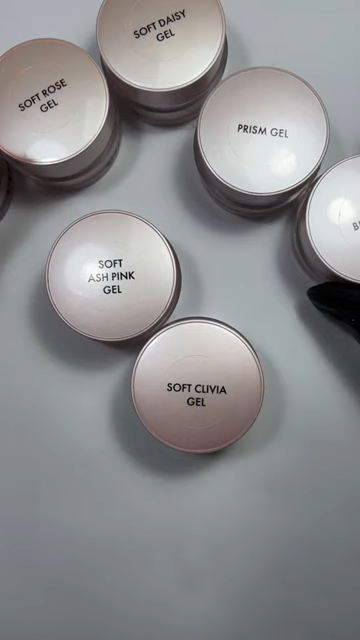 SOFT DAISY
GEL
SOFT ROSE
GEL
PRISM GEL
SOFT
ASH PINK
GEL
SOFT CLIVIA
GEL